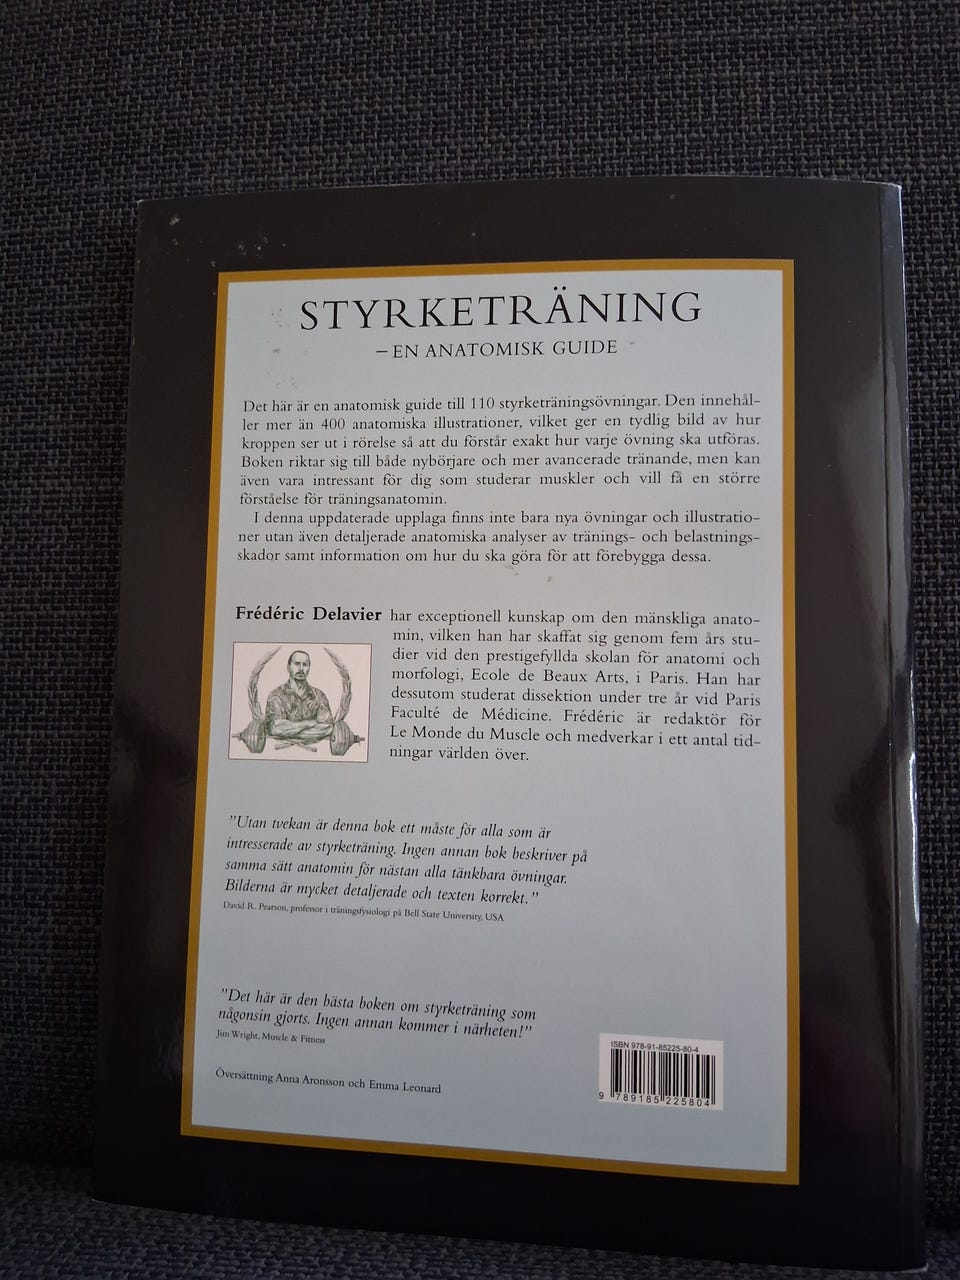 STYRKETRÄNING
– EN ANATOMISK GUIDE
Det här är en anatomisk guide till 110 styrketräningsövningar. Den innehål-
ler mer än 400 anatomiska illustrationer, vilket ger en tydlig bild av hur
kroppen ser ut i rörelse så att du förstår exakt hur varje övning ska utföras.
Boken riktar sig till både nybörjare och mer avancerade tränande, men kan
även vara intressant för dig som studerar muskler och vill få en större
förståelse för träningsanatomin.
I denna uppdaterade upplaga finns inte bara nya övningar och illustratio-
ner utan även detaljerade anatomiska analyser av tränings- och belastnings-
skador samt information om hur du ska göra för att förebygga dessa.
Frédéric Delavier har exceptionell kunskap om den mänskliga anato-
min, vilken han har skaffat sig genom fem års stu-
dier vid den prestigefyllda skolan för anatomi och
morfologi, Ecole de Beaux Arts, i Paris. Han har
dessutom studerat dissektion under tre år vid Paris
Faculté de Médicine. Frédéric är redaktör för
Le Monde du Muscle och medverkar i ett antal tid-
ningar världen över.
"Utan tvekan är denna bok ett måste för alla som är
intresserade av styrketräning. Ingen annan bok beskriver på
samma sätt anatomin för nästan alla tänkbara övningar.
Bilderna är mycket detaljerade och texten korrekt."
David R. Pearson, professor i träningsfysiologi på Bell State University, USA
"Det här är den bästa boken om styrketräning som
någonsin gjorts. Ingen annan kommer i närheten!"
Jim Wright, Muscle & Fitness
Översättning Anna Aronsson och Emma Leonard
ISBN 978-91-85225-80-4
9 789185 225804